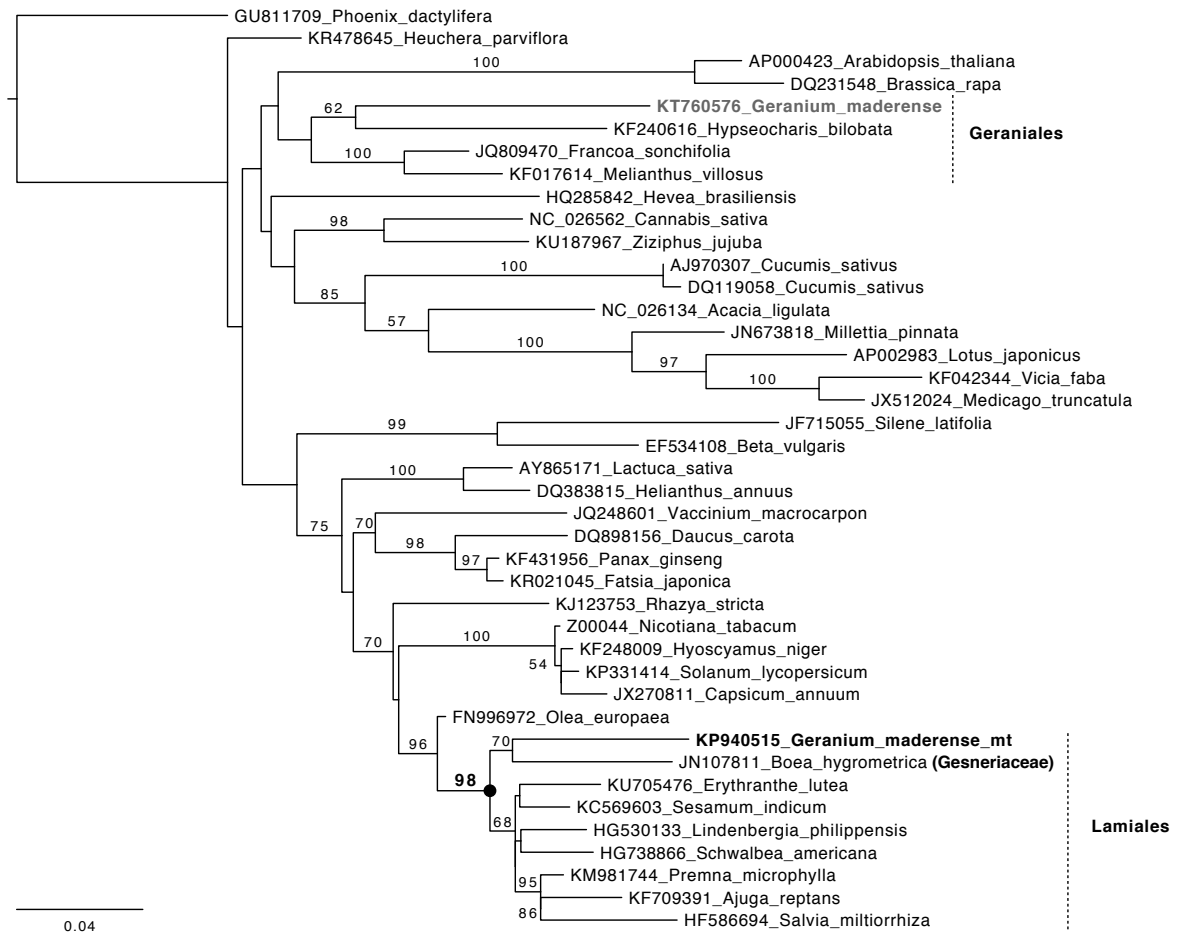 GU811709_Phoenix_dactylifera
KR478645_Heuchera_parviflora
100
AP000423_Arabidopsis_thaliana
DQ231548_Brassica_rapa
62
KT760576_Geranium_maderense
KF240616_Hypseocharis_bilobata
Geraniales
100
JQ809470_Francoa_sonchifolia
KF017614_Melianthus_villosus
HQ285842_Hevea_brasiliensis
98
NC_026562_Cannabis_sativa
KU187967_Ziziphus_jujuba
85
100
AJ970307_Cucumis_sativus
DQ119058_Cucumis_sativus
57
NC_026134_Acacia_ligulata
100
JN673818_Millettia_pinnata
97
AP002983_Lotus_japonicus
100
KF042344_Vicia_faba
JX512024_Medicago_truncatula
99
JF715055_Silene_latifolia
EF534108_Beta_vulgaris
75
100
AY865171_Lactuca_sativa
DQ383815_Helianthus_annuus
70
JQ248601_Vaccinium_macrocarpon
98
DQ898156_Daucus_carota
97
KF431956_Panax_ginseng
KR021045_Fatsia_japonica
70
KJ123753_Rhazya_stricta
100
Z00044_Nicotiana_tabacum
54
KF248009_Hyoscyamus_niger
KP331414_Solanum_lycopersicum
JX270811_Capsicum_annuum
96
FN996972_Olea_europaea
98
70
KP940515_Geranium_maderense_mt
JN107811_Boea_hygrometrica (Gesneriaceae)
68
KU705476_Erythranthe_lutea
KC569603_Sesamum_indicum
HG530133_Lindenbergia_philippensis
Lamiales
HG738866_Schwalbea_americana
95
KM981744_Premna_microphylla
KF709391_Ajuga_reptans
86
HF586694_Salvia_miltiorrhiza
0.04